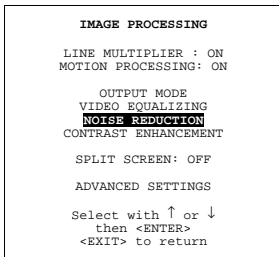 IMAGE PROCESSING
LINE MULTIPLIER : ON
MOTION PROCESSING: ON
OUTPUT MODE
VIDEO EQUALIZING
NOISE REDUCTION
CONTRAST ENHANCEMENT
SPLIT SCREEN: OFF
ADVANCED SETTINGS
Select with ↑ or ↓
then <ENTER>
<EXIT> to return